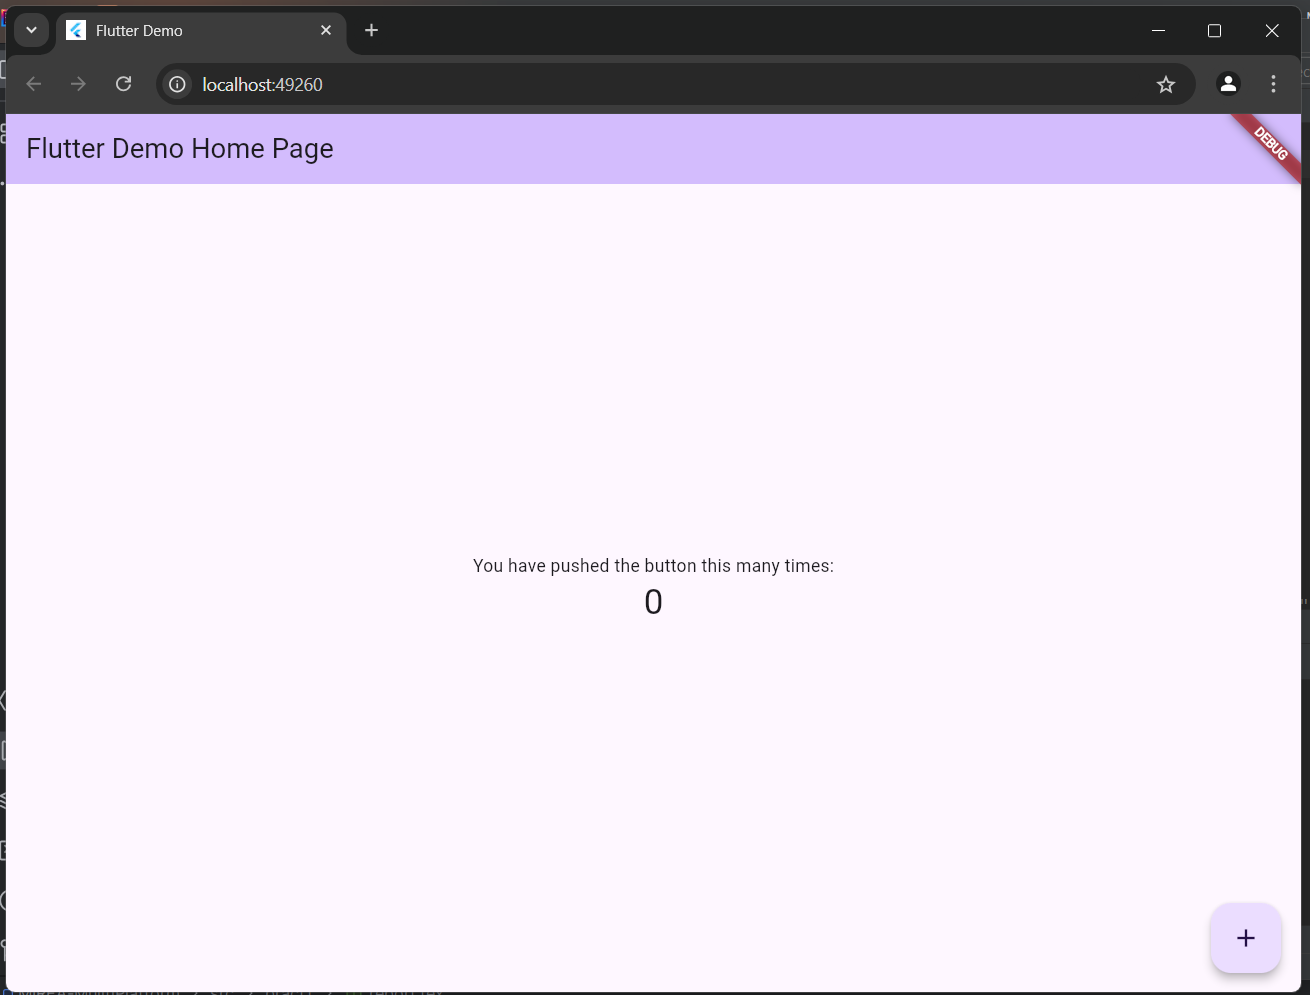 Flutter Demo
localhost:49260
Flutter Demo Home Page
DEBUG
You have pushed the button this many times:
0